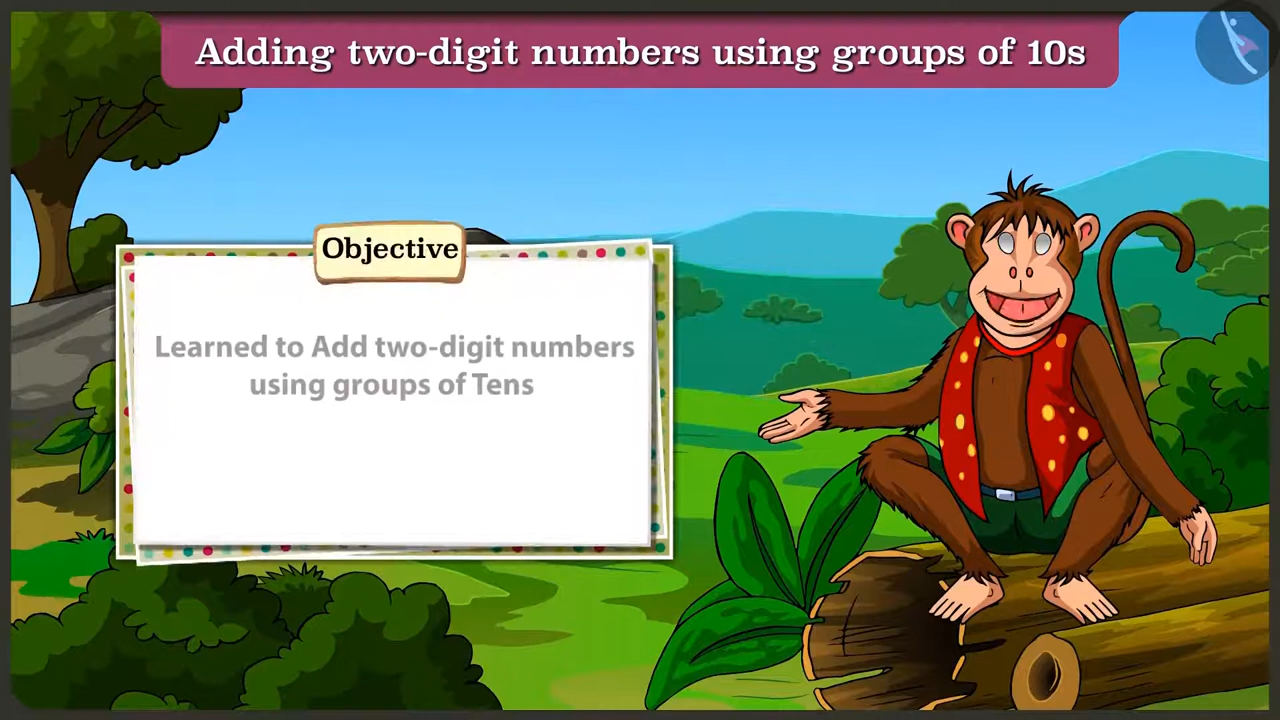 Adding two-digit numbers using groups of 10s
Objective
Learned to Add two-digit numbers
using groups of Tens